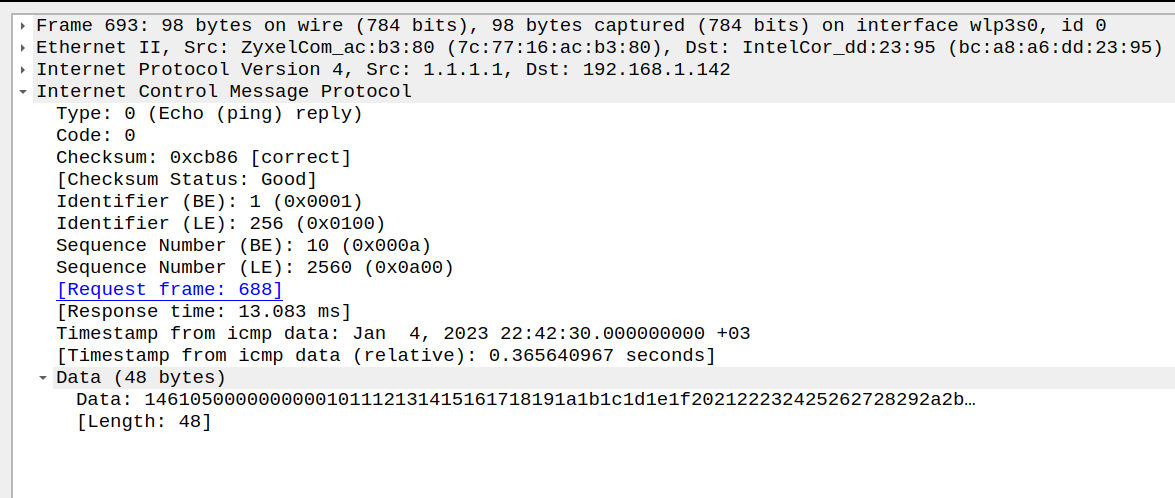 Frame 693: 98 bytes on wire (784 bits), 98 bytes captured (784 bits) on interface wlp3s0, id 0
Ethernet II, Src: ZyxelCom_ac:b3:80 (7c:77:16:ac:b3:80), Dst: IntelCor_dd:23:95 (bc:a8:a6:dd:23:95)
Internet Protocol Version 4, Src: 1.1.1.1, Dst: 192.168.1.142
Internet Control Message Protocol
Type: 0 (Echo (ping) reply)
Code: 0
Checksum: 0xcb86 [correct]
[Checksum Status: Good]
Identifier (BE): 1 (0x0001)
Identifier (LE): 256 (0x0100)
Sequence Number (BE): 10 (0x000a)
Sequence Number (LE): 2560 (0x0a00)
[Request frame: 688]
[Response time: 13.083 ms]
Timestamp from icmp data: Jan  4, 2023 22:42:30.000000000 +03
[Timestamp from icmp data (relative): 0.365640967 seconds]
Data (48 bytes)
Data: 1461050000000000101112131415161718191a1b1c1d1e1f202122232425262728292a2b…
[Length: 48]